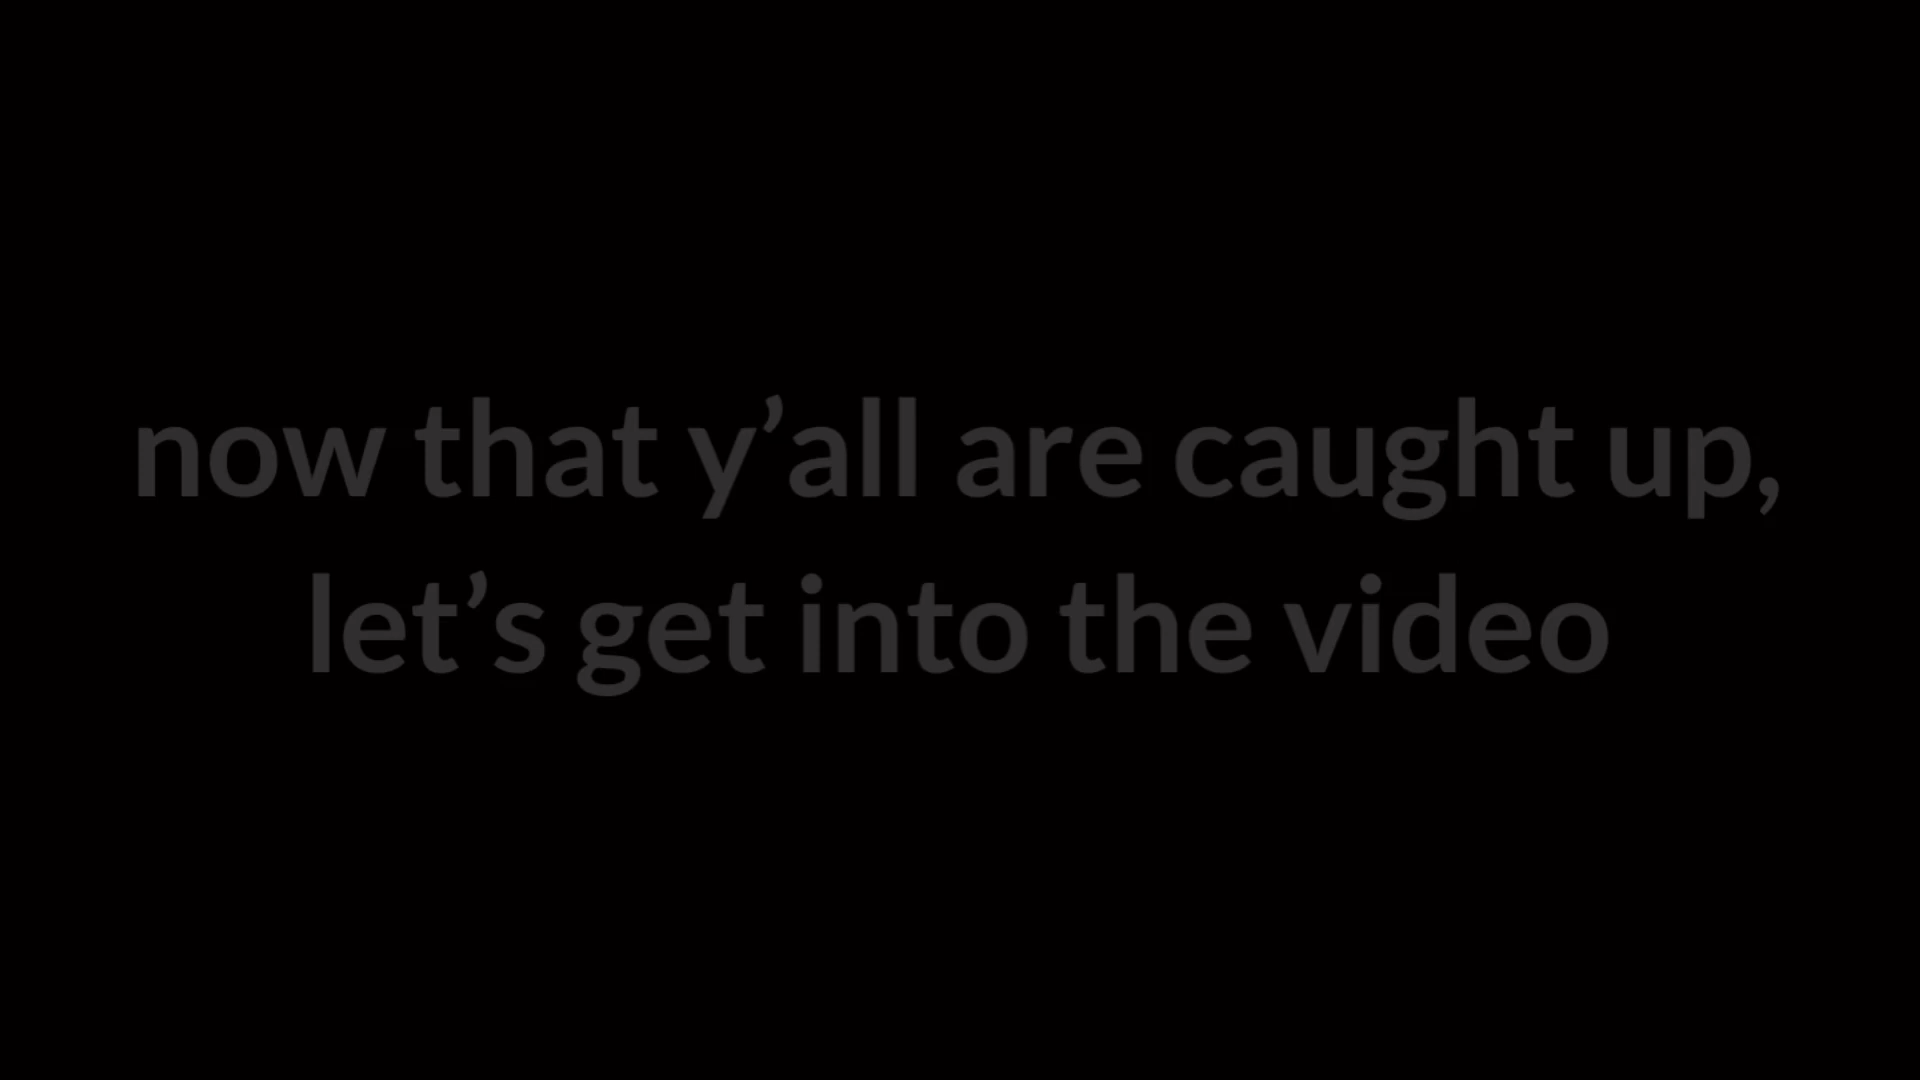 now that y’all are caught up,
let’s get into the video